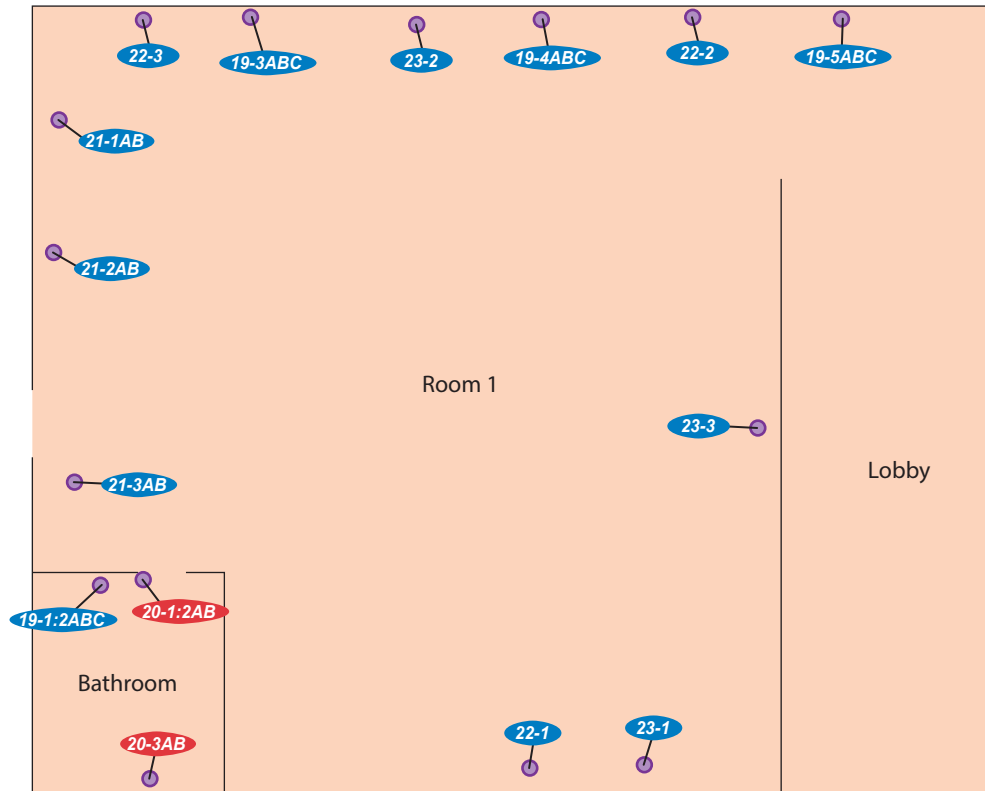 22-3
19-3ABC
23-2
19-4ABC
22-2
19-5ABC
21-1AB
21-2AB
Room 1
23-3
Lobby
21-3AB
19-1:2ABC
20-1:2AB
Bathroom
20-3AB
22-1
23-1